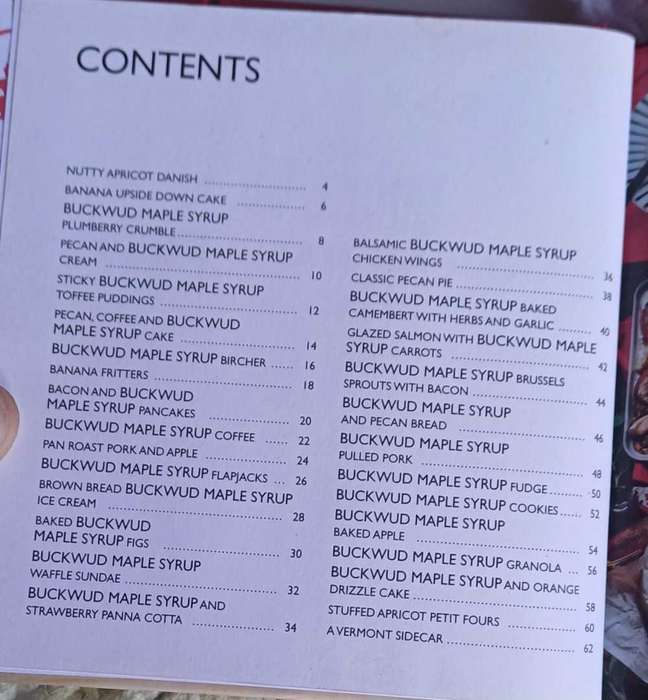 CONTENTS
NUTTY APRICOT DANISH ........................ 4
BANANA UPSIDE DOWN CAKE ................ 6
BUCKWUD MAPLE SYRUP
PLUMBERRY CRUMBLE............................. 8
PECAN AND BUCKWUD MAPLE SYRUP
CREAM .................................................. 10
STICKY BUCKWUD MAPLE SYRUP
TOFFEE PUDDINGS ................................. 12
PECAN, COFFEE AND BUCKWUD
MAPLE SYRUP CAKE ............................ 14
BUCKWUD MAPLE SYRUP BIRCHER ...... 16
BANANA FRITTERS ................................. 18
BACON AND BUCKWUD
MAPLE SYRUP PANCAKES .................... 20
BUCKWUD MAPLE SYRUP COFFEE ...... 22
PAN ROAST PORK AND APPLE .................... 24
BUCKWUD MAPLE SYRUP FLAPJACKS ... 26
BROWN BREAD BUCKWUD MAPLE SYRUP
ICE CREAM ............................................ 28
BAKED BUCKWUD
MAPLE SYRUP FIGS ............................. 30
BUCKWUD MAPLE SYRUP
WAFFLE SUNDAE ..................................... 32
BUCKWUD MAPLE SYRUP AND
STRAWBERRY PANNA COTTA .................... 34
BALSAMIC BUCKWUD MAPLE SYRUP
CHICKEN WINGS ................................. 36
CLASSIC PECAN PIE ................................. 38
BUCKWUD MAPLE SYRUP BAKED
CAMEMBERT WITH HERBS AND GARLIC ........ 40
GLAZED SALMON WITH BUCKWUD MAPLE
SYRUP CARROTS ................................. 42
BUCKWUD MAPLE SYRUP BRUSSELS
SPROUTS WITH BACON ........................... 44
BUCKWUD MAPLE SYRUP
AND PECAN BREAD ................................. 46
BUCKWUD MAPLE SYRUP
PULLED PORK ......................................... 48
BUCKWUD MAPLE SYRUP FUDGE ......... 50
BUCKWUD MAPLE SYRUP COOKIES ...... 52
BUCKWUD MAPLE SYRUP
BAKED APPLE ......................................... 54
BUCKWUD MAPLE SYRUP GRANOLA ... 56
BUCKWUD MAPLE SYRUP AND ORANGE
DRIZZLE CAKE ......................................... 58
STUFFED APRICOT PETIT FOURS ................ 60
A VERMONT SIDECAR ................................. 62